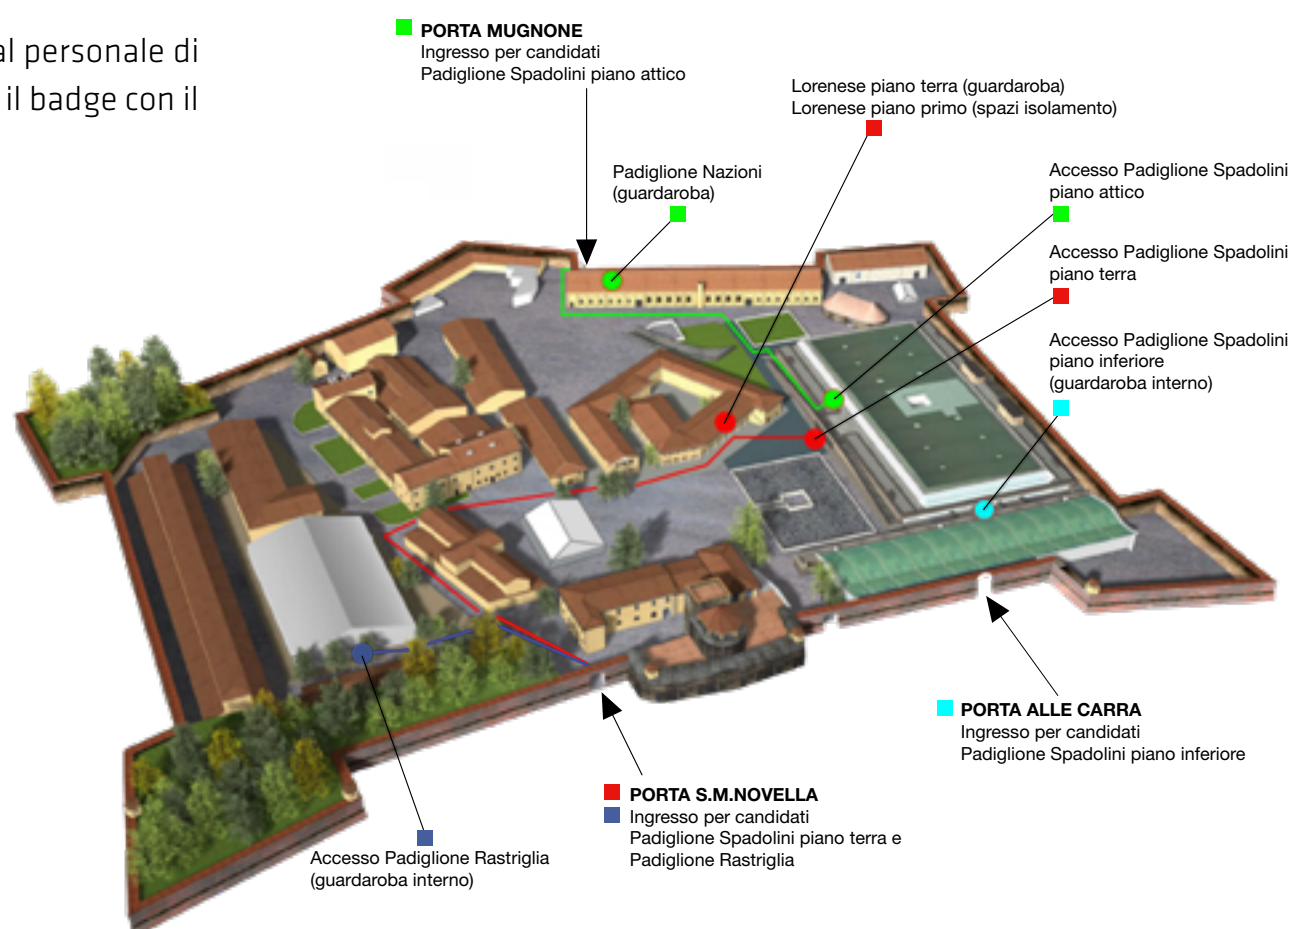 al personale di
il badge con il
PORTA MUGNONE
Ingresso per candidati
Padiglione Spadolini piano attico
Lorenese piano terra (guardaroba)
Lorenese piano primo (spazi isolamento)
Padiglione Nazioni
(guardaroba)
Accesso Padiglione Spadolini
piano attico
Accesso Padiglione Spadolini
piano terra
Accesso Padiglione Spadolini
piano inferiore
(guardaroba interno)
PORTA ALLE CARRA
Ingresso per candidati
Padiglione Spadolini piano inferiore
PORTA S.M.NOVELLA
Ingresso per candidati
Padiglione Spadolini piano terra e
Padiglione Rastriglia
Accesso Padiglione Rastriglia
(guardaroba interno)